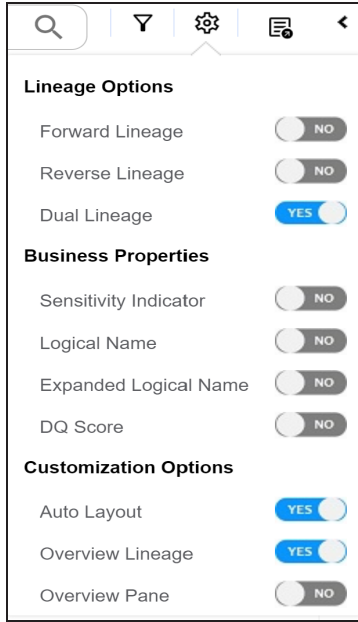 Lineage Options
Forward Lineage NO
Reverse Lineage NO
Dual Lineage YES
Business Properties
Sensitivity Indicator NO
Logical Name NO
Expanded Logical Name NO
DQ Score NO
Customization Options
Auto Layout YES
Overview Lineage YES
Overview Pane NO